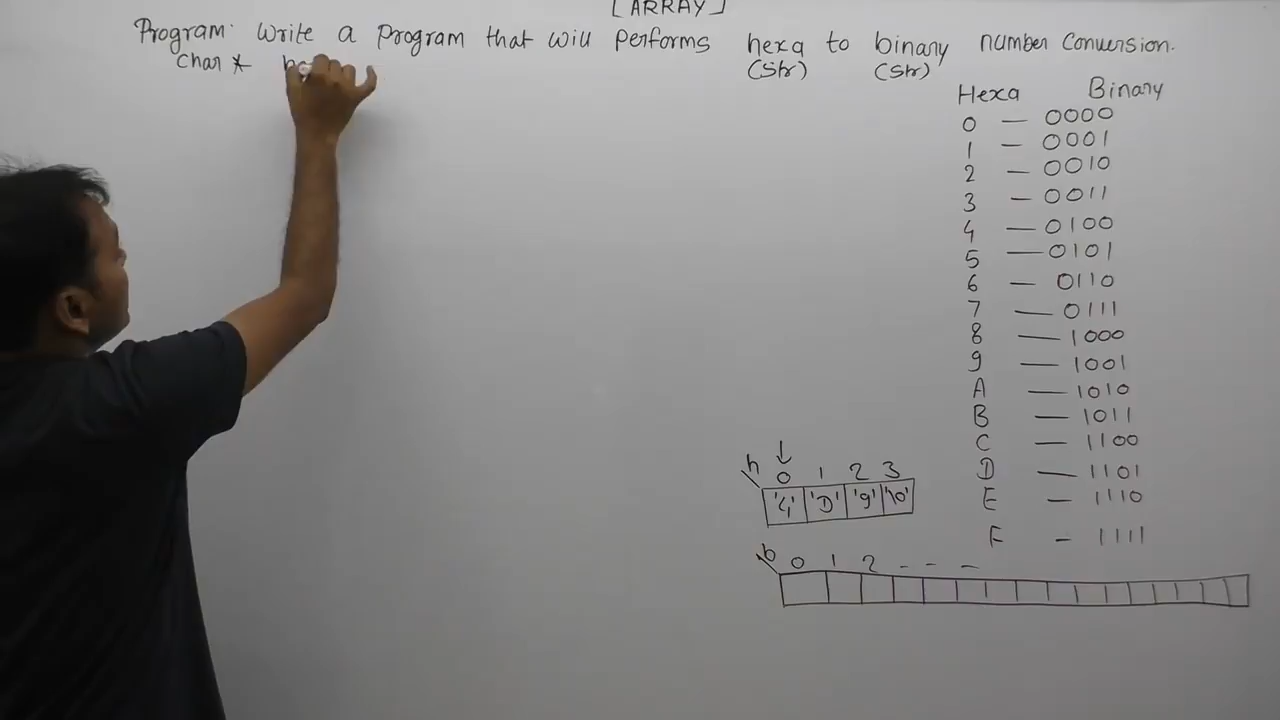 [ARRAY]
Program: Write a program that will performs hexa to binary number Conversion.
(Str) (Str)
Char *
Hexa Binary
0 — 0000
1 — 0001
2 — 0010
3 — 0011
4 — 0100
5 — 0101
6 — 0110
7 — 0111
8 — 1000
9 — 1001
A — 1010
B — 1011
C — 1100
D — 1101
E — 1110
F — 1111
h 0 1 2 3
'4' 'D' '9' '\0'
b 0 1 2 - - -